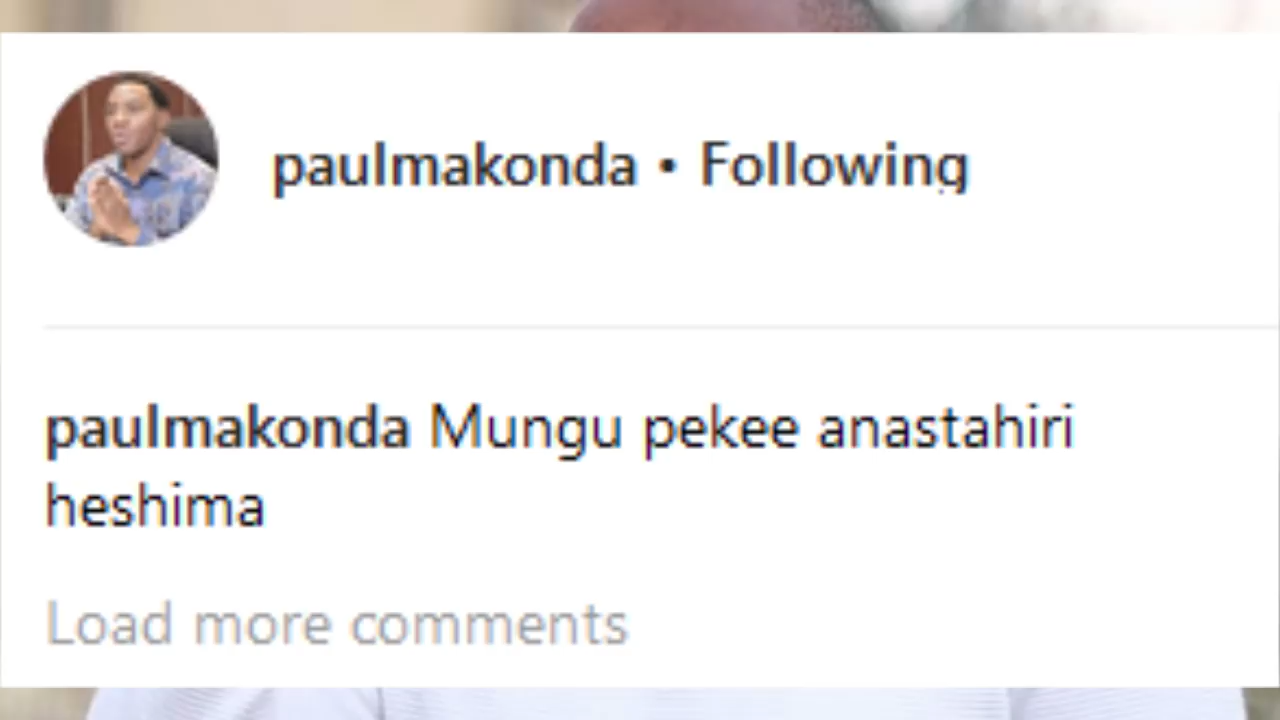 paulmakonda • Following
paulmakonda Mungu pekee anastahiri
heshima
Load more comments